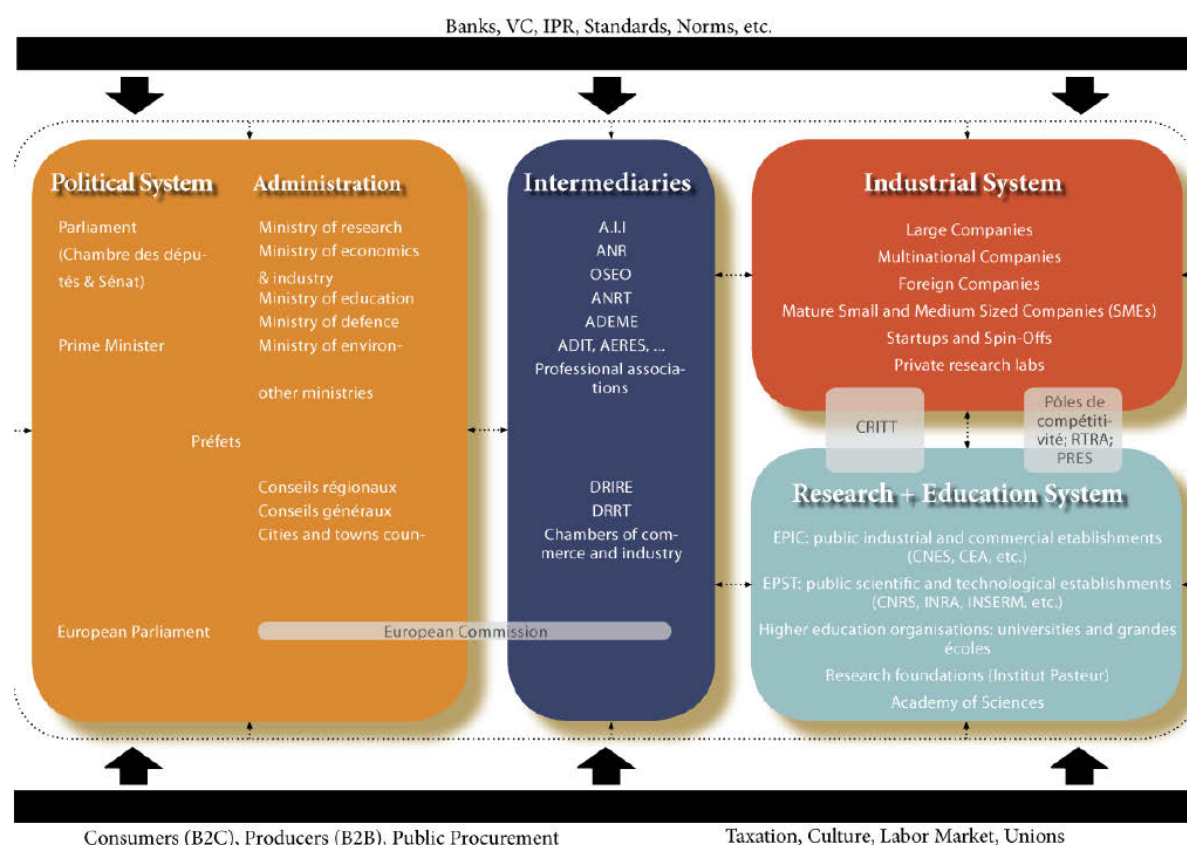 Banks, VC, IPR, Standards, Norms, etc.
Political System
Administration
Parliament
(Chambre des dépu-
tés & Sénat)
Prime Minister
Ministry of research
Ministry of economics
& industry
Ministry of education
Ministry of defence
Ministry of environ-
other ministries
Préfets
Conseils régionaux
Conseils généraux
Cities and towns coun-
European Parliament
European Commission
Intermediaries
A.I.I
ANR
OSEO
ANRT
ADEME
ADIT, AERES, ...
Professional associa-
tions
DRIRE
DRRT
Chambers of com-
merce and industry
Industrial System
Large Companies
Multinational Companies
Foreign Companies
Mature Small and Medium Sized Companies (SMEs)
Startups and Spin-Offs
Private research labs
CRITT
Pôles de
compétiti-
vité; RTRA;
PRES
Research + Education System
EPIC: public industrial and commercial etablishments
(CNES, CEA, etc.)
EPST: public scientific and technological establishments
(CNRS, INRA, INSERM, etc.)
Higher education organisations: universities and grandes
écoles
Research foundations (Institut Pasteur)
Academy of Sciences
Consumers (B2C), Producers (B2B). Public Procurement
Taxation, Culture, Labor Market, Unions